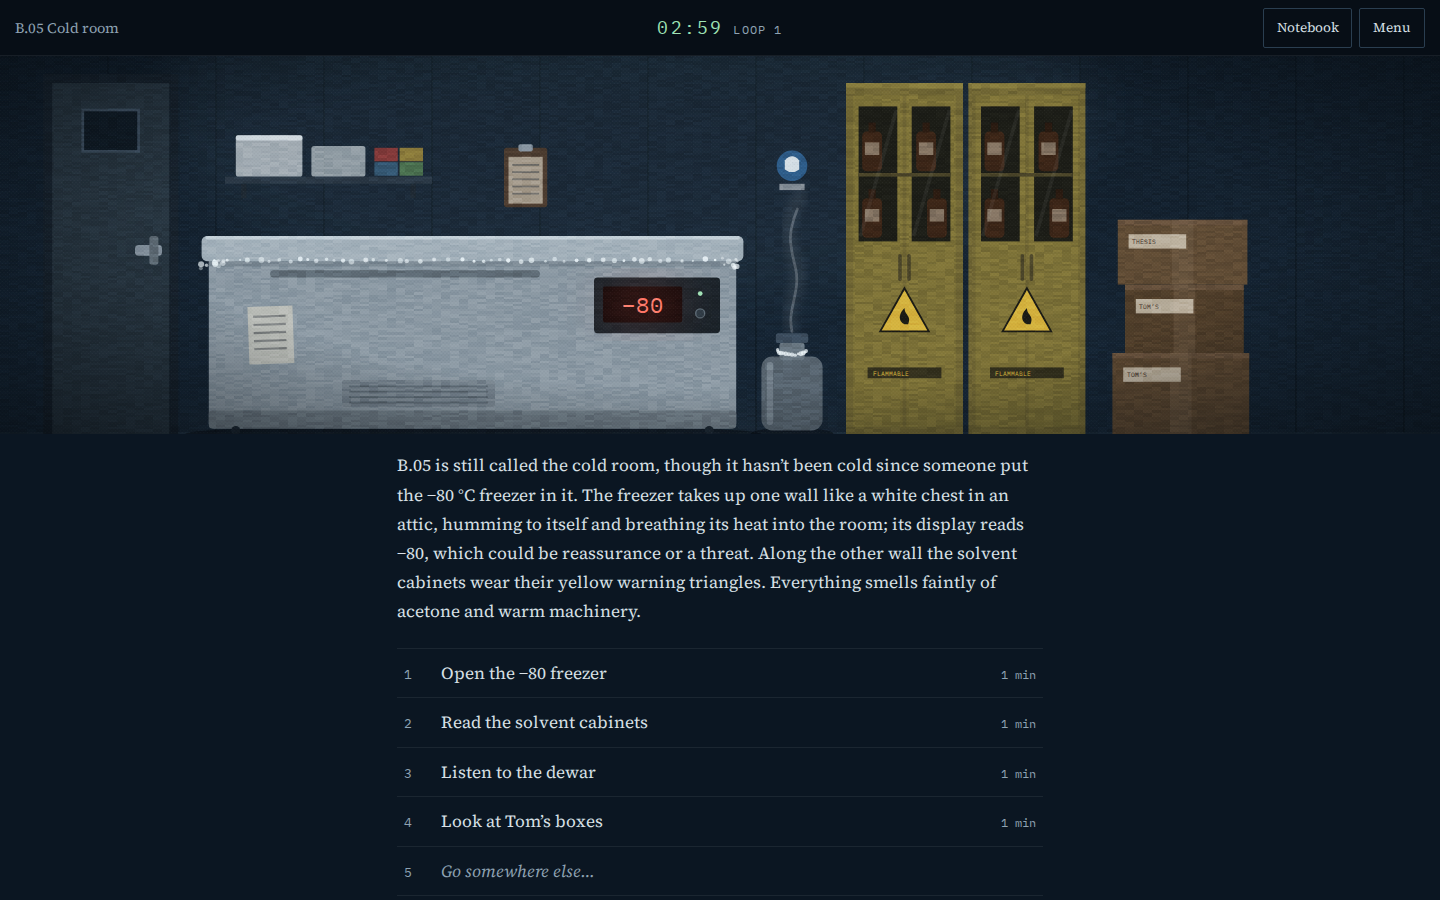 B.05 Cold room
02:59 LOOP 1
Notebook
Menu
THESIS
TOM'S
TOM'S
−80
FLAMMABLE
FLAMMABLE
B.05 is still called the cold room, though it hasn’t been cold since someone put
the −80 °C freezer in it. The freezer takes up one wall like a white chest in an
attic, humming to itself and breathing its heat into the room; its display reads
−80, which could be reassurance or a threat. Along the other wall the solvent
cabinets wear their yellow warning triangles. Everything smells faintly of
acetone and warm machinery.
1 Open the −80 freezer 1 min
2 Read the solvent cabinets 1 min
3 Listen to the dewar 1 min
4 Look at Tom’s boxes 1 min
5 Go somewhere else…